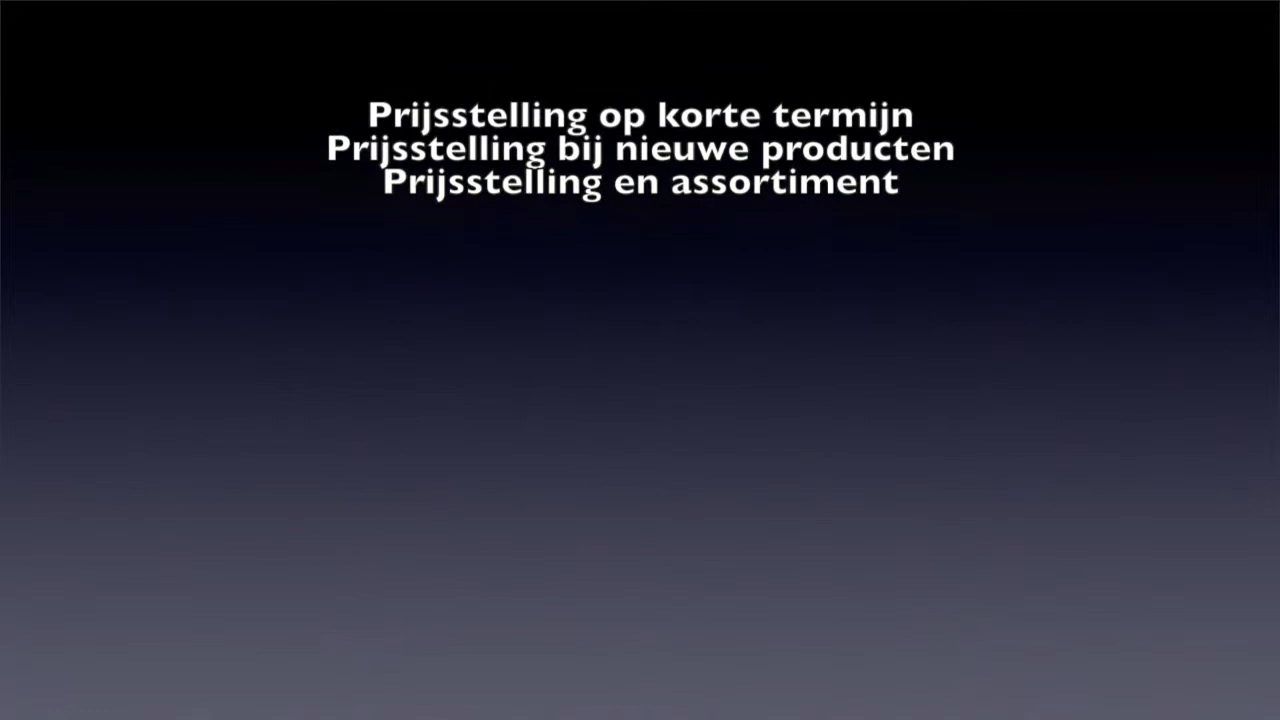 Prijsstelling op korte termijn
Prijsstelling bij nieuwe producten
Prijsstelling en assortiment